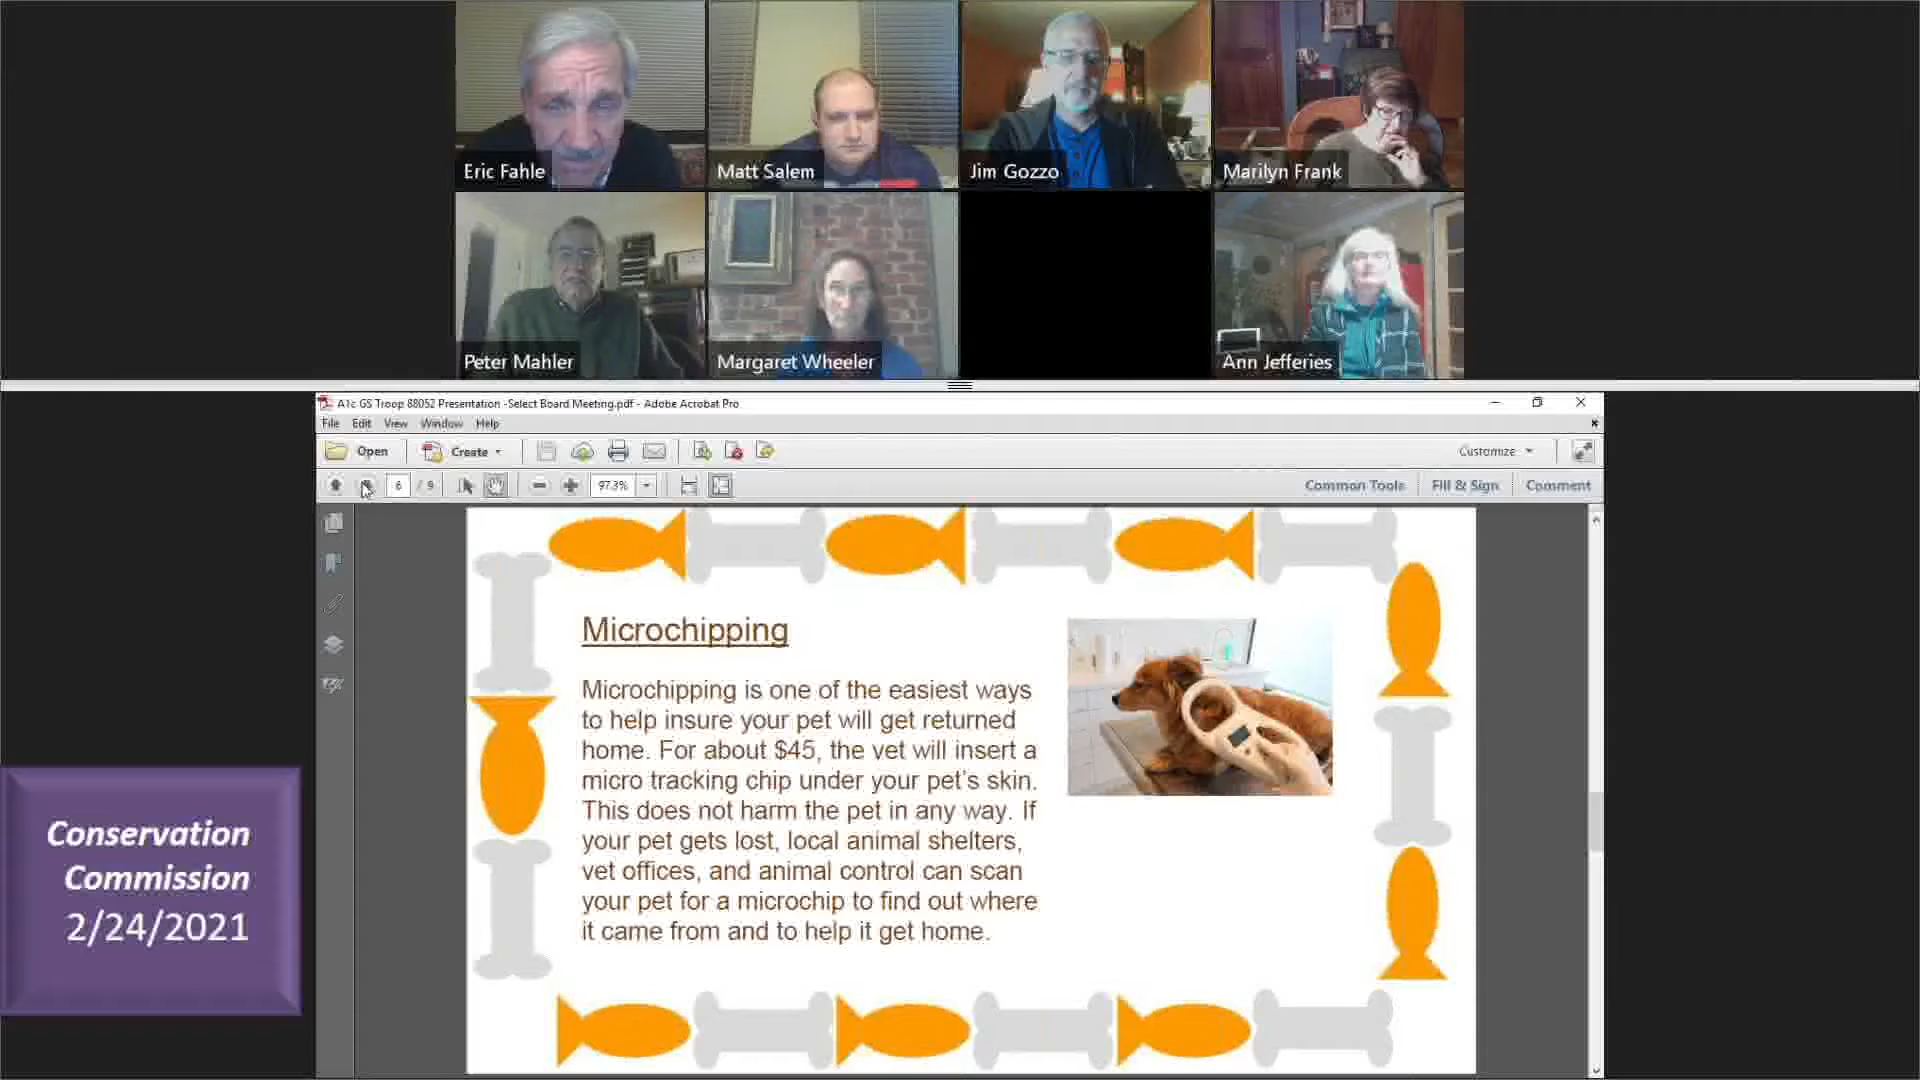 Eric Fahle
Matt Salem
Jim Gozzo
Marilyn Frank
Peter Mahler
Margaret Wheeler
Ann Jefferies
A1c GS Troop 88052 Presentation -Select Board Meeting.pdf - Adobe Acrobat Pro
File Edit View Window Help
Open Create Customize
6 / 9 97.3% Common Tools Fill & Sign Comment
Microchipping
Microchipping is one of the easiest ways
to help insure your pet will get returned
home. For about $45, the vet will insert a
micro tracking chip under your pet's skin.
This does not harm the pet in any way. If
your pet gets lost, local animal shelters,
vet offices, and animal control can scan
your pet for a microchip to find out where
it came from and to help it get home.
Conservation
Commission
2/24/2021